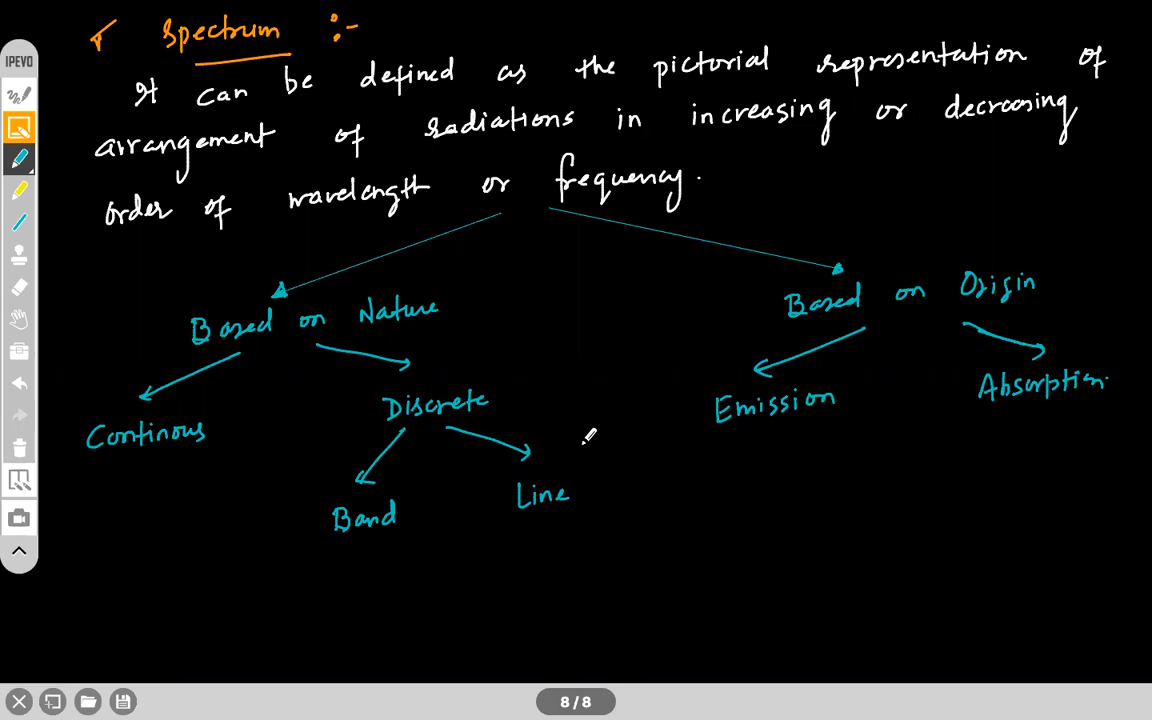 IPEVO
Spectrum :-
It can be defined as the pictorial representation of
arrangement of radiations in increasing or decreasing
order of wavelength or frequency.
Based on Nature
Based on Origin
Continous
Discrete
Emission
Absorption
Band
Line
8/8